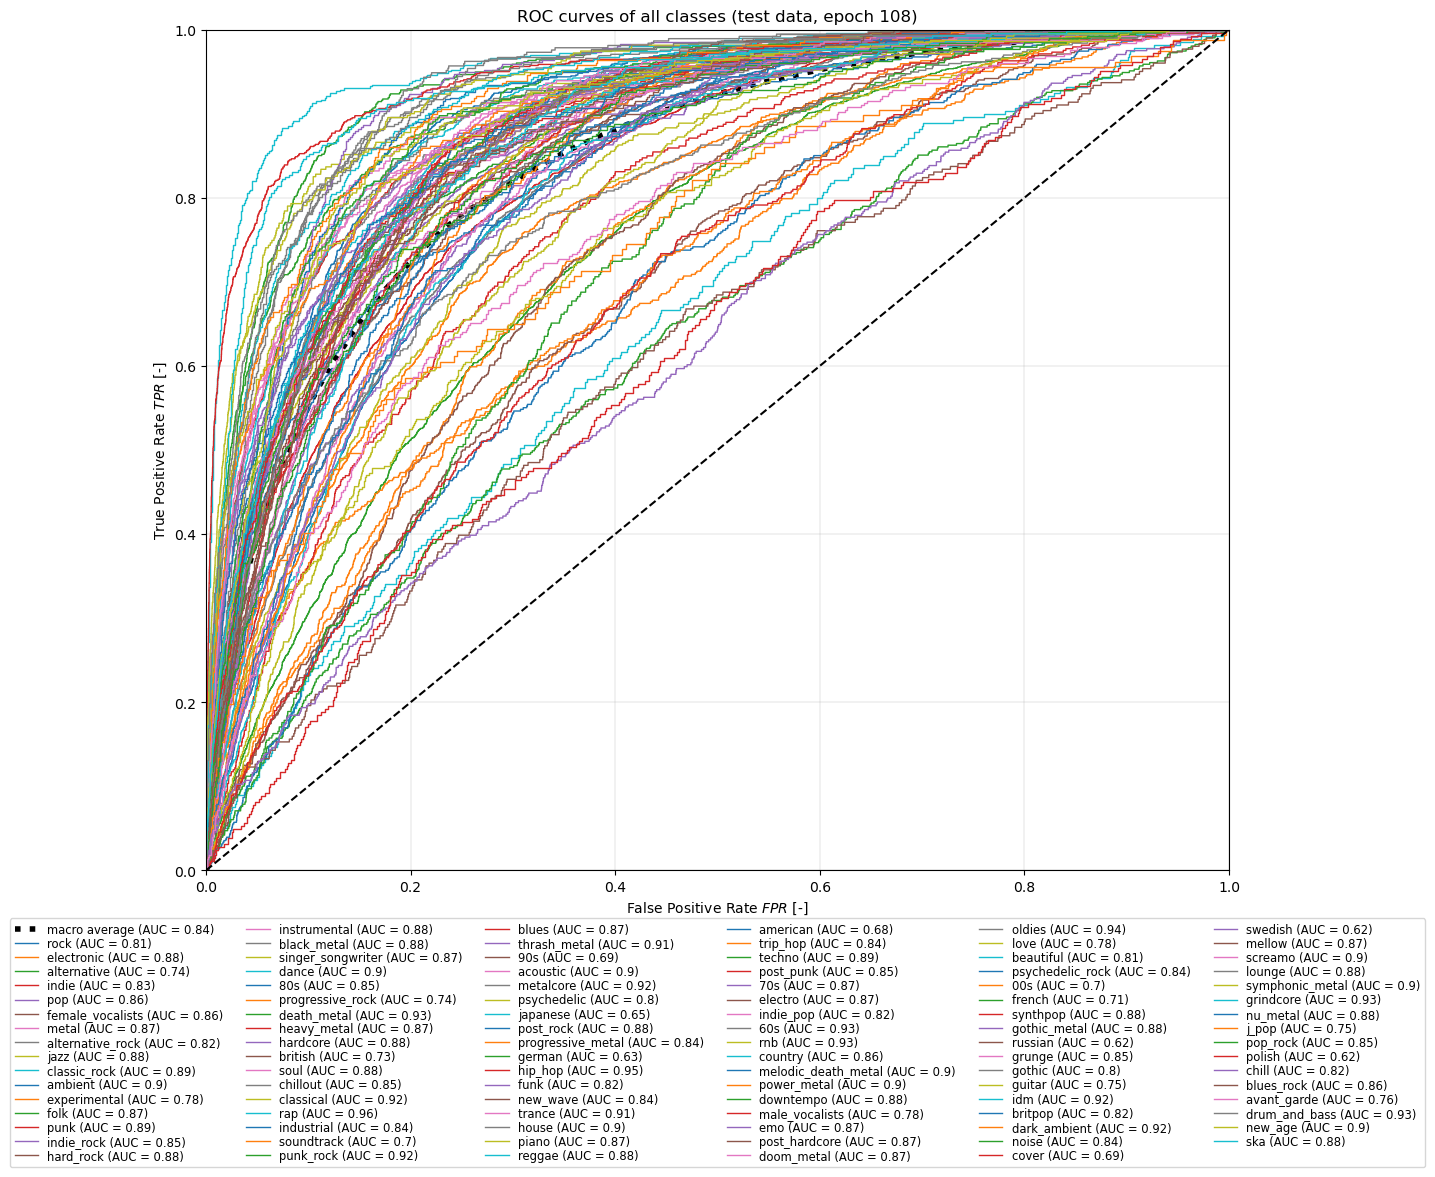 ROC curves of all classes (test data, epoch 108)
1.0
0.8
0.6
0.4
0.2
0.0
True Positive Rate TPR [-]
0.0 0.2 0.4 0.6 0.8 1.0
False Positive Rate FPR [-]
macro average (AUC = 0.84)
rock (AUC = 0.81)
electronic (AUC = 0.88)
alternative (AUC = 0.74)
indie (AUC = 0.83)
pop (AUC = 0.86)
female_vocalists (AUC = 0.86)
metal (AUC = 0.87)
alternative_rock (AUC = 0.82)
jazz (AUC = 0.88)
classic_rock (AUC = 0.89)
ambient (AUC = 0.9)
experimental (AUC = 0.78)
folk (AUC = 0.87)
punk (AUC = 0.89)
indie_rock (AUC = 0.85)
hard_rock (AUC = 0.88)
instrumental (AUC = 0.88)
black_metal (AUC = 0.88)
singer_songwriter (AUC = 0.87)
dance (AUC = 0.9)
80s (AUC = 0.85)
progressive_rock (AUC = 0.74)
death_metal (AUC = 0.93)
heavy_metal (AUC = 0.87)
hardcore (AUC = 0.88)
british (AUC = 0.73)
soul (AUC = 0.88)
chillout (AUC = 0.85)
classical (AUC = 0.92)
rap (AUC = 0.96)
industrial (AUC = 0.84)
soundtrack (AUC = 0.7)
punk_rock (AUC = 0.92)
blues (AUC = 0.87)
thrash_metal (AUC = 0.91)
90s (AUC = 0.69)
acoustic (AUC = 0.9)
metalcore (AUC = 0.92)
psychedelic (AUC = 0.8)
japanese (AUC = 0.65)
post_rock (AUC = 0.88)
progressive_metal (AUC = 0.84)
german (AUC = 0.63)
hip_hop (AUC = 0.95)
funk (AUC = 0.82)
new_wave (AUC = 0.84)
trance (AUC = 0.91)
house (AUC = 0.9)
piano (AUC = 0.87)
reggae (AUC = 0.88)
american (AUC = 0.68)
trip_hop (AUC = 0.84)
techno (AUC = 0.89)
post_punk (AUC = 0.85)
70s (AUC = 0.87)
electro (AUC = 0.87)
indie_pop (AUC = 0.82)
60s (AUC = 0.93)
rnb (AUC = 0.93)
country (AUC = 0.86)
melodic_death_metal (AUC = 0.9)
power_metal (AUC = 0.9)
downtempo (AUC = 0.88)
male_vocalists (AUC = 0.78)
emo (AUC = 0.87)
post_hardcore (AUC = 0.87)
doom_metal (AUC = 0.87)
oldies (AUC = 0.94)
love (AUC = 0.78)
beautiful (AUC = 0.81)
psychedelic_rock (AUC = 0.84)
00s (AUC = 0.7)
french (AUC = 0.71)
synthpop (AUC = 0.88)
gothic_metal (AUC = 0.88)
russian (AUC = 0.62)
grunge (AUC = 0.85)
gothic (AUC = 0.8)
guitar (AUC = 0.75)
idm (AUC = 0.92)
britpop (AUC = 0.82)
dark_ambient (AUC = 0.92)
noise (AUC = 0.84)
cover (AUC = 0.69)
swedish (AUC = 0.62)
mellow (AUC = 0.87)
screamo (AUC = 0.9)
lounge (AUC = 0.88)
symphonic_metal (AUC = 0.9)
grindcore (AUC = 0.93)
nu_metal (AUC = 0.88)
j_pop (AUC = 0.75)
pop_rock (AUC = 0.85)
polish (AUC = 0.62)
chill (AUC = 0.82)
blues_rock (AUC = 0.86)
avant_garde (AUC = 0.76)
drum_and_bass (AUC = 0.93)
new_age (AUC = 0.9)
ska (AUC = 0.88)